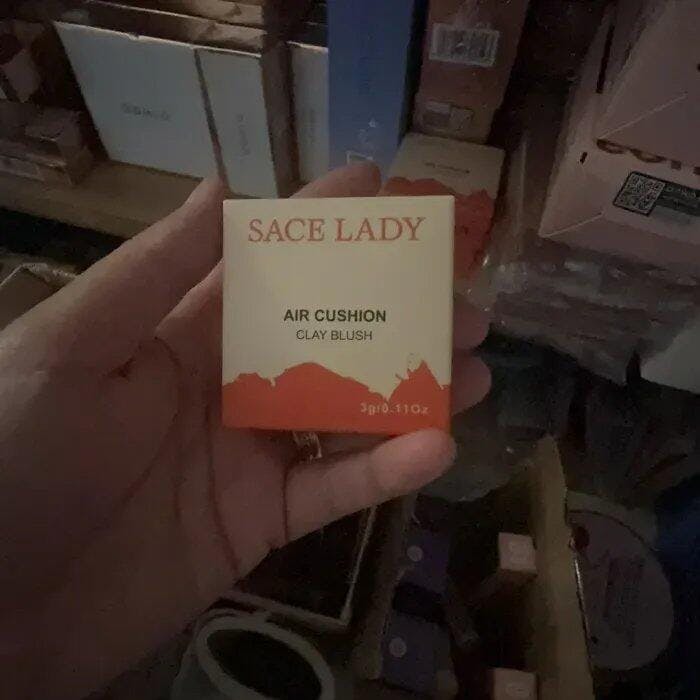 SACE LADY
AIR CUSHION
CLAY BLUSH
3g/0.11Oz